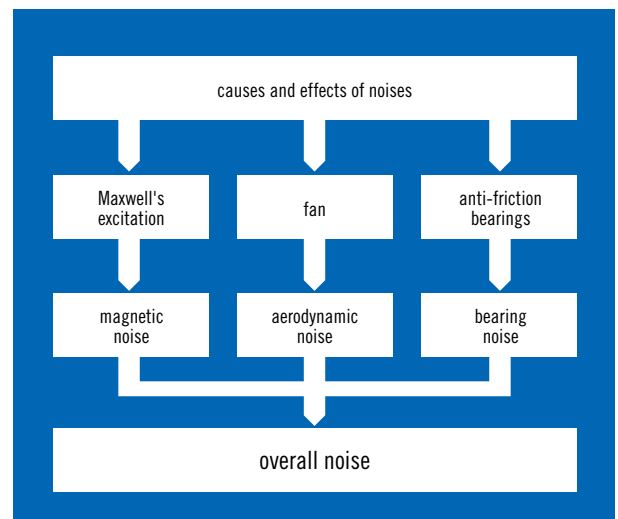 causes and effects of noises
Maxwell's
excitation
fan
anti-friction
bearings
magnetic
noise
aerodynamic
noise
bearing
noise
overall noise